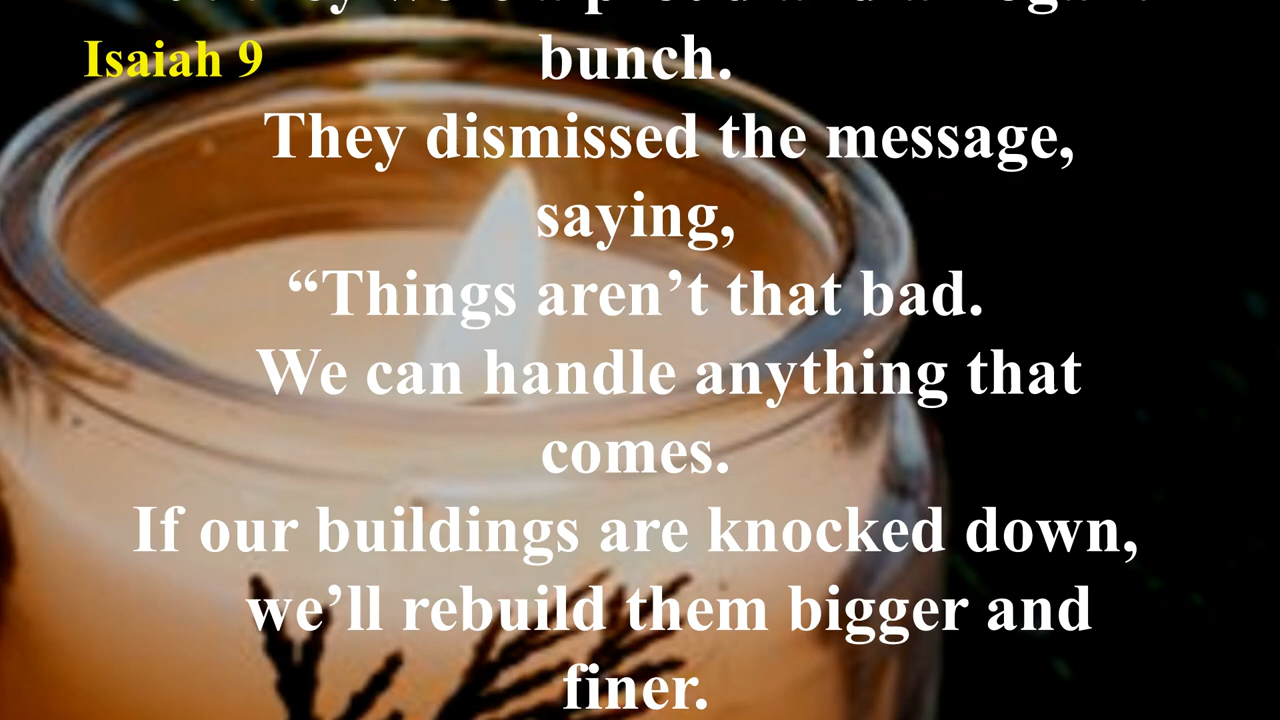 Isaiah 9
bunch.
They dismissed the message,
saying,
“Things aren’t that bad.
We can handle anything that
comes.
If our buildings are knocked down,
we’ll rebuild them bigger and
finer.